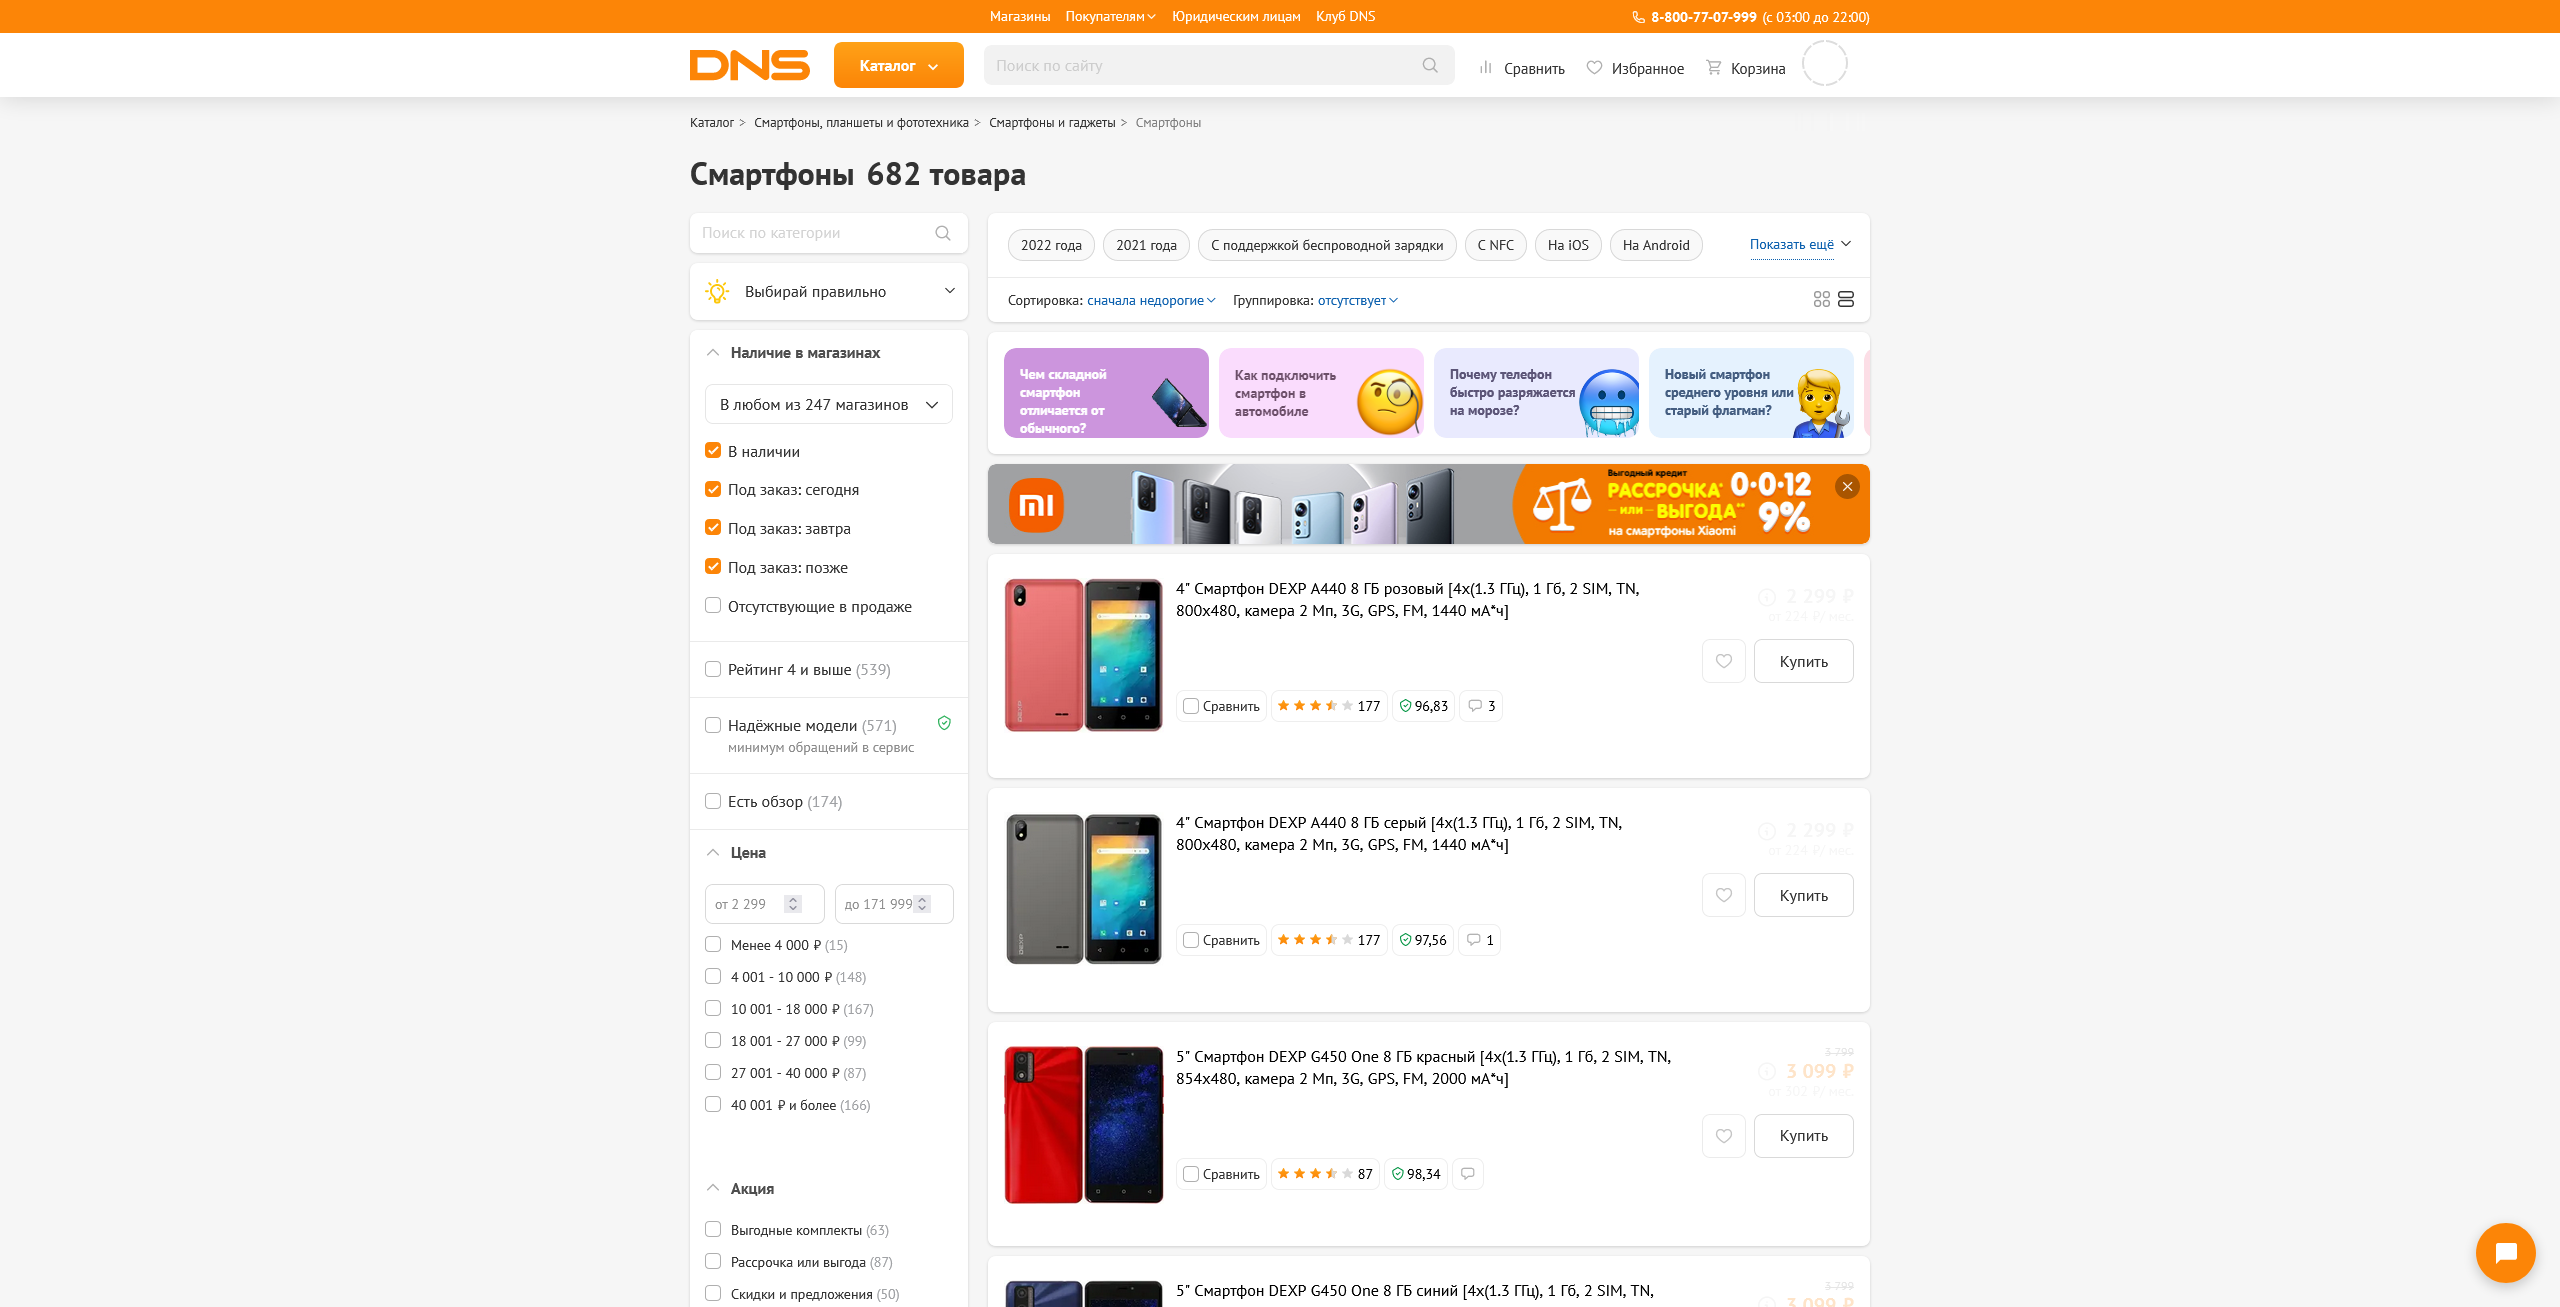 Магазины Покупателям Юридическим лицам Клуб DNS 8-800-77-07-999 (с 03:00 до 22:00)
DNS Каталог Поиск по сайту Сравнить Избранное Корзина
Каталог > Смартфоны, планшеты и фототехника > Смартфоны и гаджеты > Смартфоны
Смартфоны 682 товара
Поиск по категории
Выбирай правильно
Наличие в магазинах
В любом из 247 магазинов
В наличии
Под заказ: сегодня
Под заказ: завтра
Под заказ: позже
Отсутствующие в продаже
Рейтинг 4 и выше (539)
Надёжные модели (571)
минимум обращений в сервис
Есть обзор (174)
Цена
от 2 299 до 171 999
Менее 4 000 ₽ (15)
4 001 - 10 000 ₽ (148)
10 001 - 18 000 ₽ (167)
18 001 - 27 000 ₽ (99)
27 001 - 40 000 ₽ (87)
40 001 ₽ и более (166)
Акция
Выгодные комплекты (63)
Рассрочка или выгода (87)
Скидки и предложения (50)
2022 года 2021 года С поддержкой беспроводной зарядки С NFC На iOS На Android Показать ещё
Сортировка: сначала недорогие Группировка: отсутствует
Чем складной
смартфон
отличается от
обычного?
Как подключить
смартфон в
автомобиле
Почему телефон
быстро разряжается
на морозе?
Новый смартфон
среднего уровня или
старый флагман?
Выгодный кредит
РАССРОЧКА* 0-0-12
–или– ВЫГОДА** 9%
на смартфоны Xiaomi
4" Смартфон DEXP A440 8 ГБ розовый [4x(1.3 ГГц), 1 Гб, 2 SIM, TN,
800x480, камера 2 Мп, 3G, GPS, FM, 1440 мА*ч]
2 299 ₽
от 224 ₽/ мес.
Купить
Сравнить 177 96,83 3
4" Смартфон DEXP A440 8 ГБ серый [4x(1.3 ГГц), 1 Гб, 2 SIM, TN,
800x480, камера 2 Мп, 3G, GPS, FM, 1440 мА*ч]
2 299 ₽
от 224 ₽/ мес.
Купить
Сравнить 177 97,56 1
5" Смартфон DEXP G450 One 8 ГБ красный [4x(1.3 ГГц), 1 Гб, 2 SIM, TN,
854x480, камера 2 Мп, 3G, GPS, FM, 2000 мА*ч]
3 799
3 099 ₽
от 302 ₽/ мес.
Купить
Сравнить 87 98,34
5" Смартфон DEXP G450 One 8 ГБ синий [4x(1.3 ГГц), 1 Гб, 2 SIM, TN,
3 799
3 099 ₽